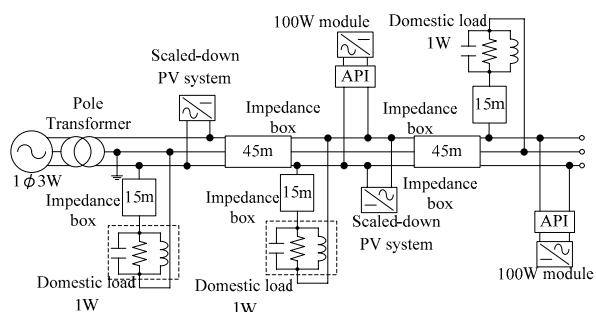 100W module
Domestic load
1W
Scaled-down
PV system
API
Pole
Transformer
Impedance
box
Impedance
box
15m
45m
45m
1ϕ3W
Impedance
box
15m
Impedance
box
15m
Impedance
box
Scaled-down
PV system
API
100W module
Domestic load
1W
Domestic load
1W